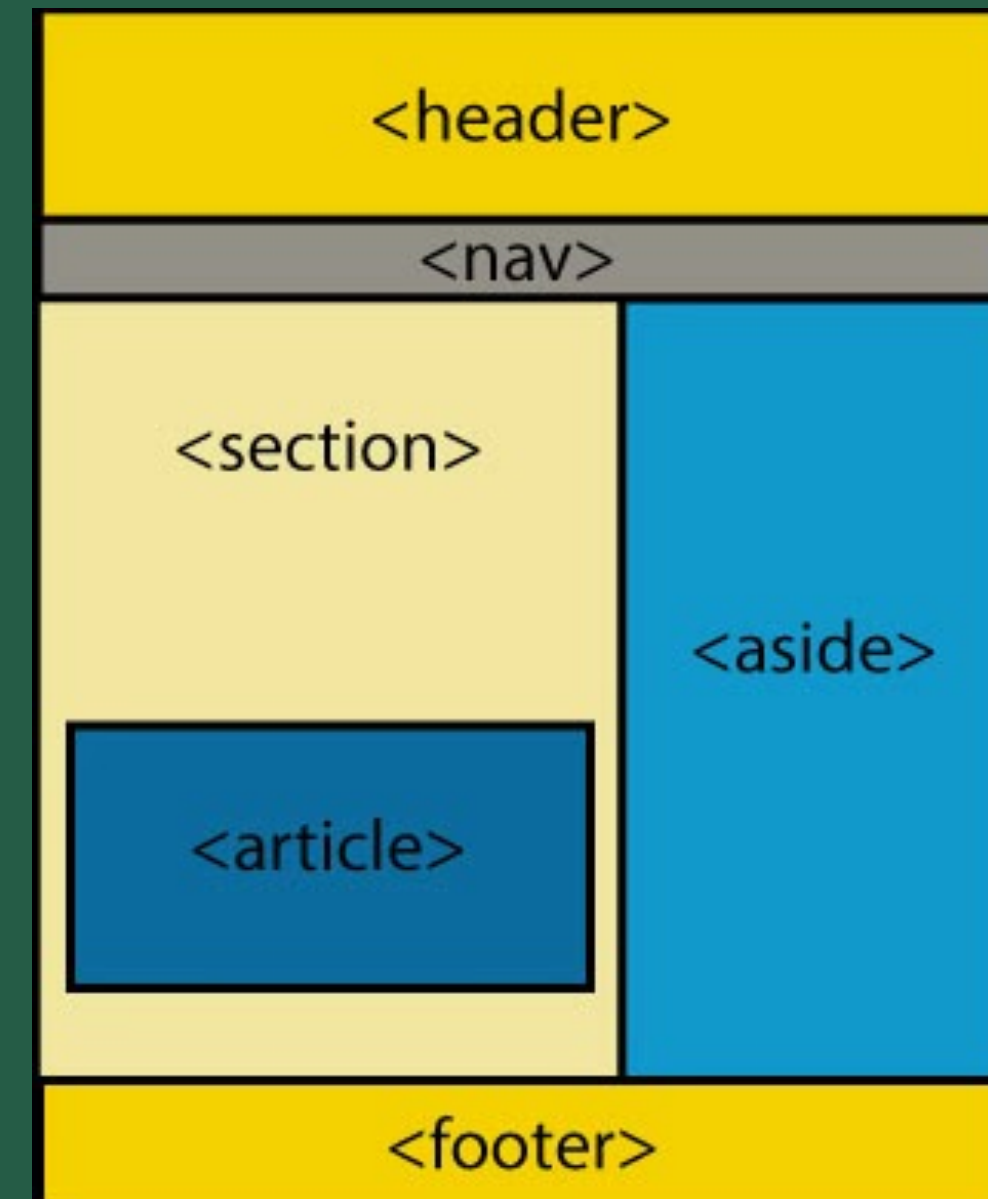 <header>
<nav>
<section>
<aside>
<article>
<footer>